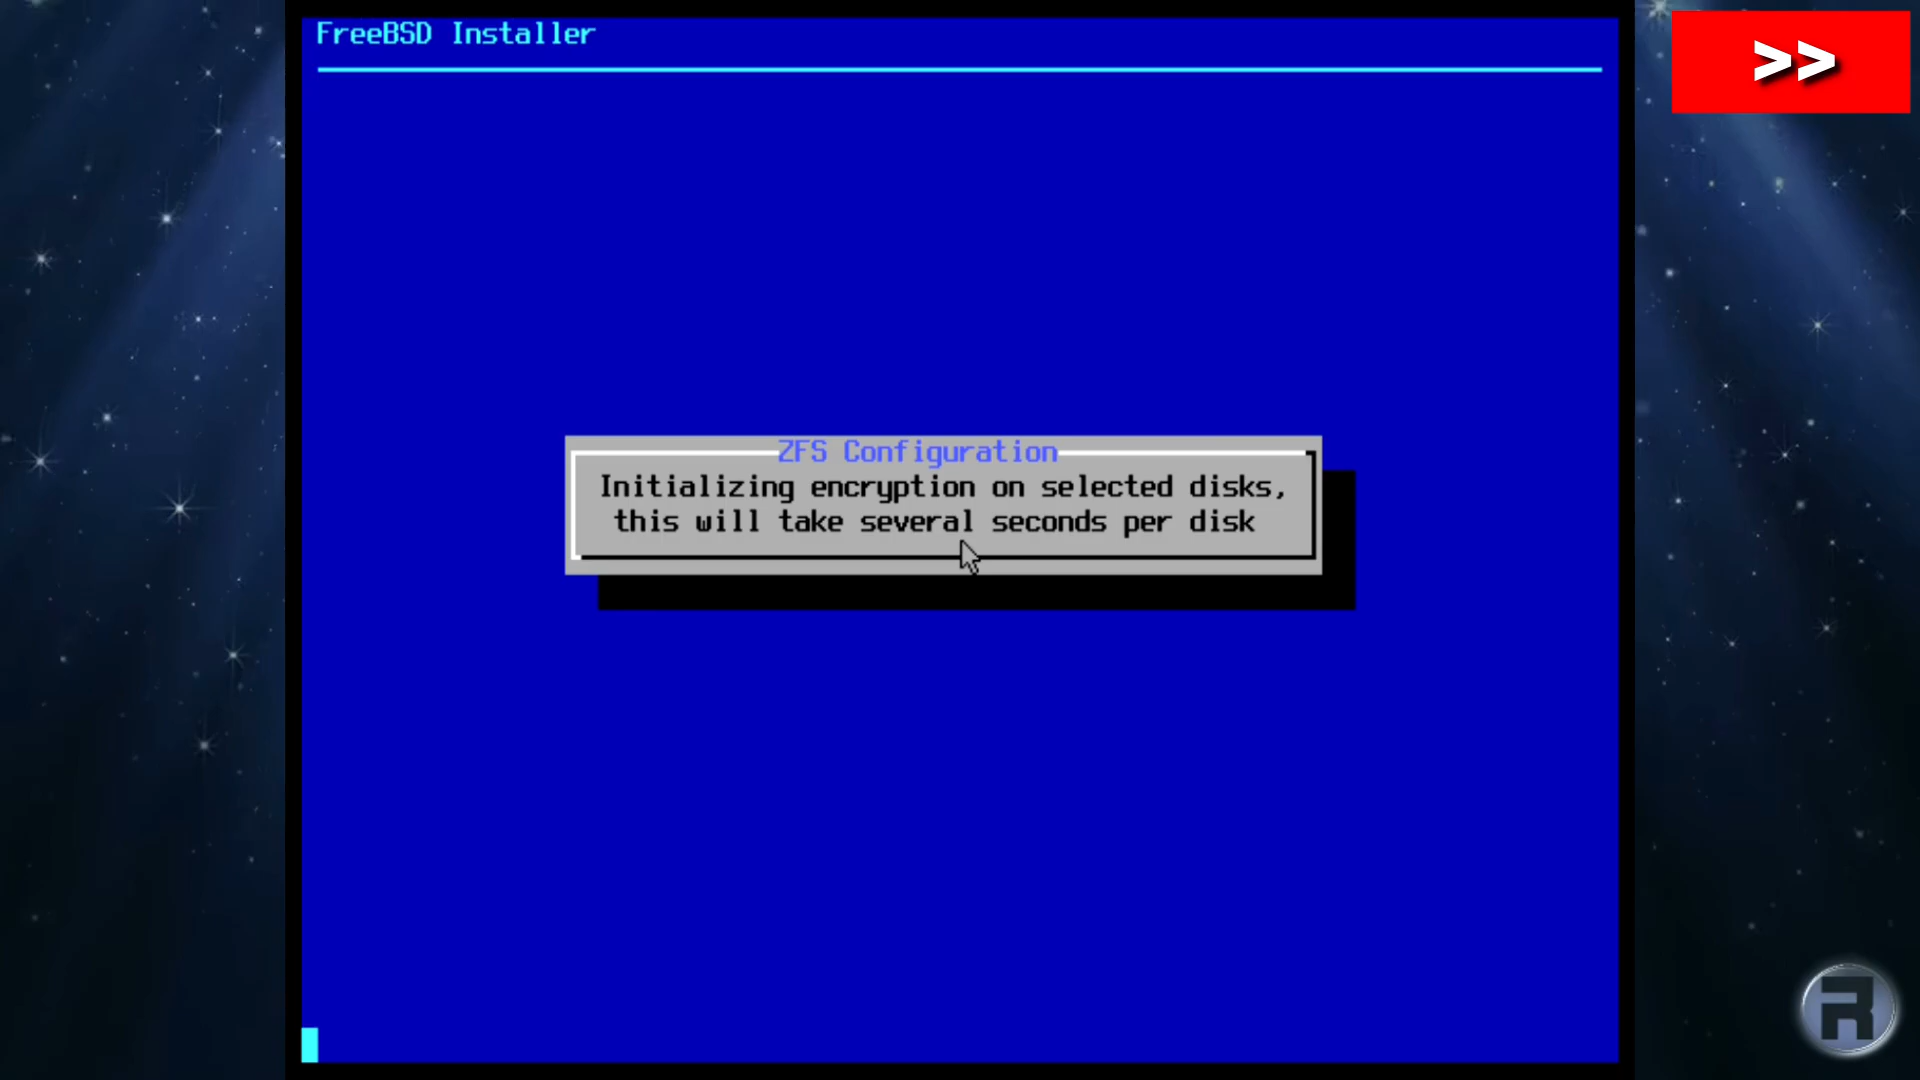 FreeBSD Installer
>>
ZFS Configuration
Initializing encryption on selected disks,
this will take several seconds per disk
R